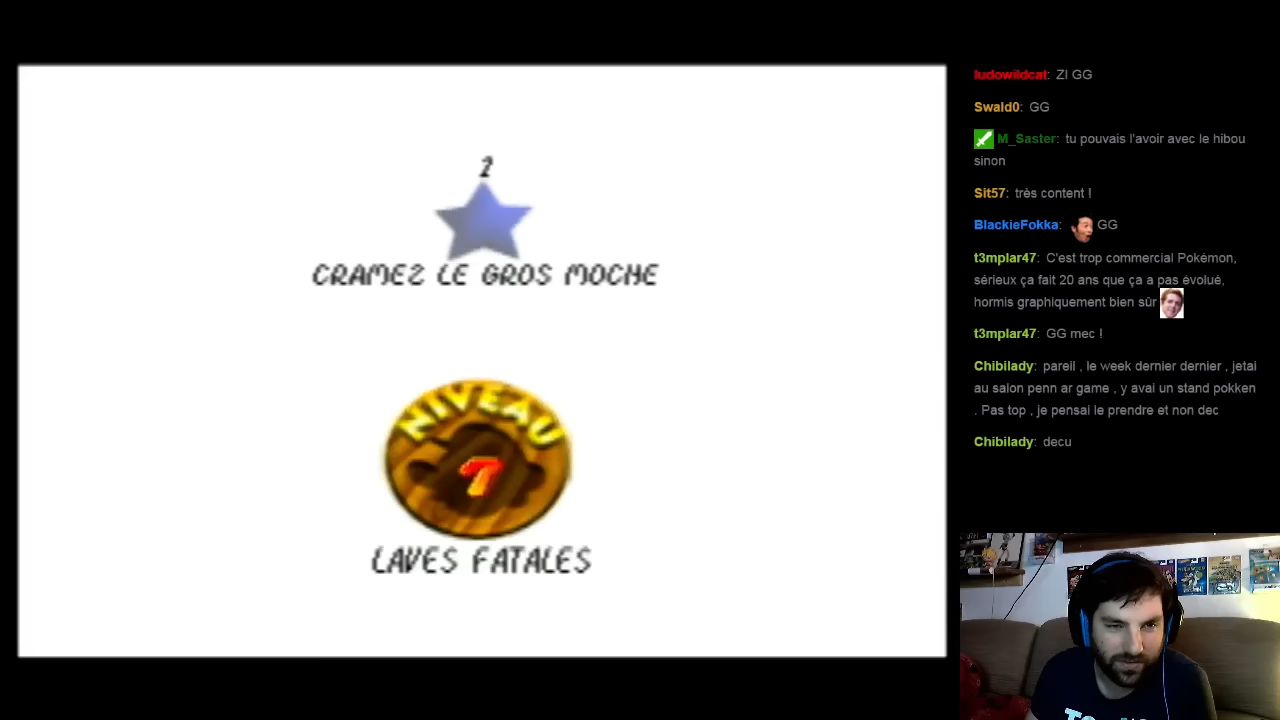 2
CRAMEZ LE GROS MOCHE
NIVEAU
7
LAVES FATALES
ludowildcat: ZI GG
Swald0: GG
M_Saster: tu pouvais l'avoir avec le hibou
sinon
Sit57: très content !
BlackieFokka: GG
t3mplar47: C'est trop commercial Pokémon,
sérieux ça fait 20 ans que ça a pas évolué,
hormis graphiquement bien sûr
t3mplar47: GG mec !
Chibilady: pareil , le week dernier dernier , jetai
au salon penn ar game , y avai un stand pokken
. Pas top , je pensai le prendre et non dec
Chibilady: decu